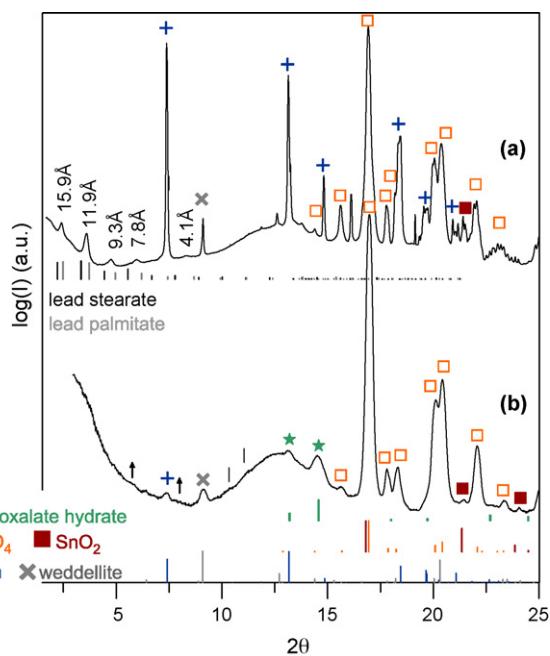 (a)
15.9Å
11.9Å
9.3Å
7.8Å
4.1Å
log(I) (a.u.)
lead stearate
lead palmitate
(b)
oxalate hydrate
O₄ SnO₂
weddellite
5 10 15 20 25
2θ